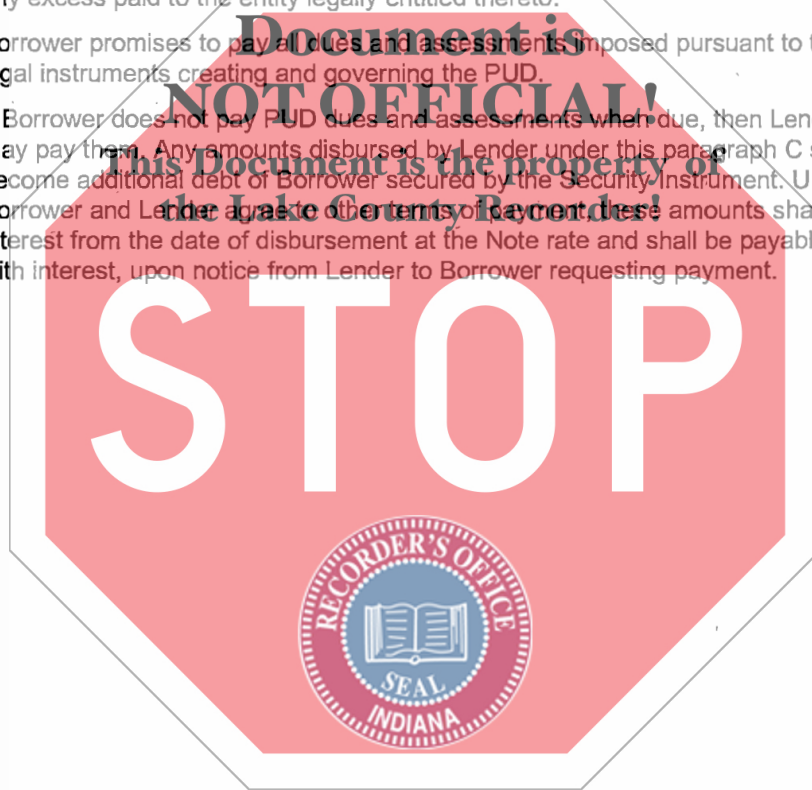 ny excess paid to the entity legally entitled thereto.
orrower promises to pay all dues and assessments imposed pursuant to
gal instruments creating and governing the PUD.
Borrower does not pay PUD dues and assessments when due, then Len
ay pay them. Any amounts disbursed by Lender under this paragraph C s
ecome additional debt of Borrower secured by the Security Instrument. U
orrower and Lender agree to other terms of payment, these amounts sha
terest from the date of disbursement at the Note rate and shall be payabl
ith interest, upon notice from Lender to Borrower requesting payment.
Document is
NOT OFFICIAL!
This Document is the property of
the Lake County Recorder!
STOP
RECORDER'S OFFICE
SEAL
INDIANA